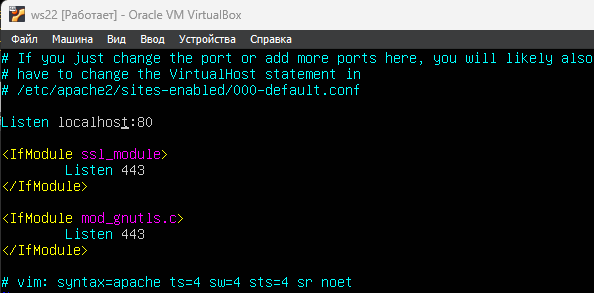 ws22 [Работает] - Oracle VM VirtualBox
Файл Машина Вид Ввод Устройства Справка
# If you just change the port or add more ports here, you will likely also
# have to change the VirtualHost statement in
# /etc/apache2/sites-enabled/000-default.conf
Listen localhost:80
<IfModule ssl_module>
Listen 443
</IfModule>
<IfModule mod_gnutls.c>
Listen 443
</IfModule>
# vim: syntax=apache ts=4 sw=4 sts=4 sr noet